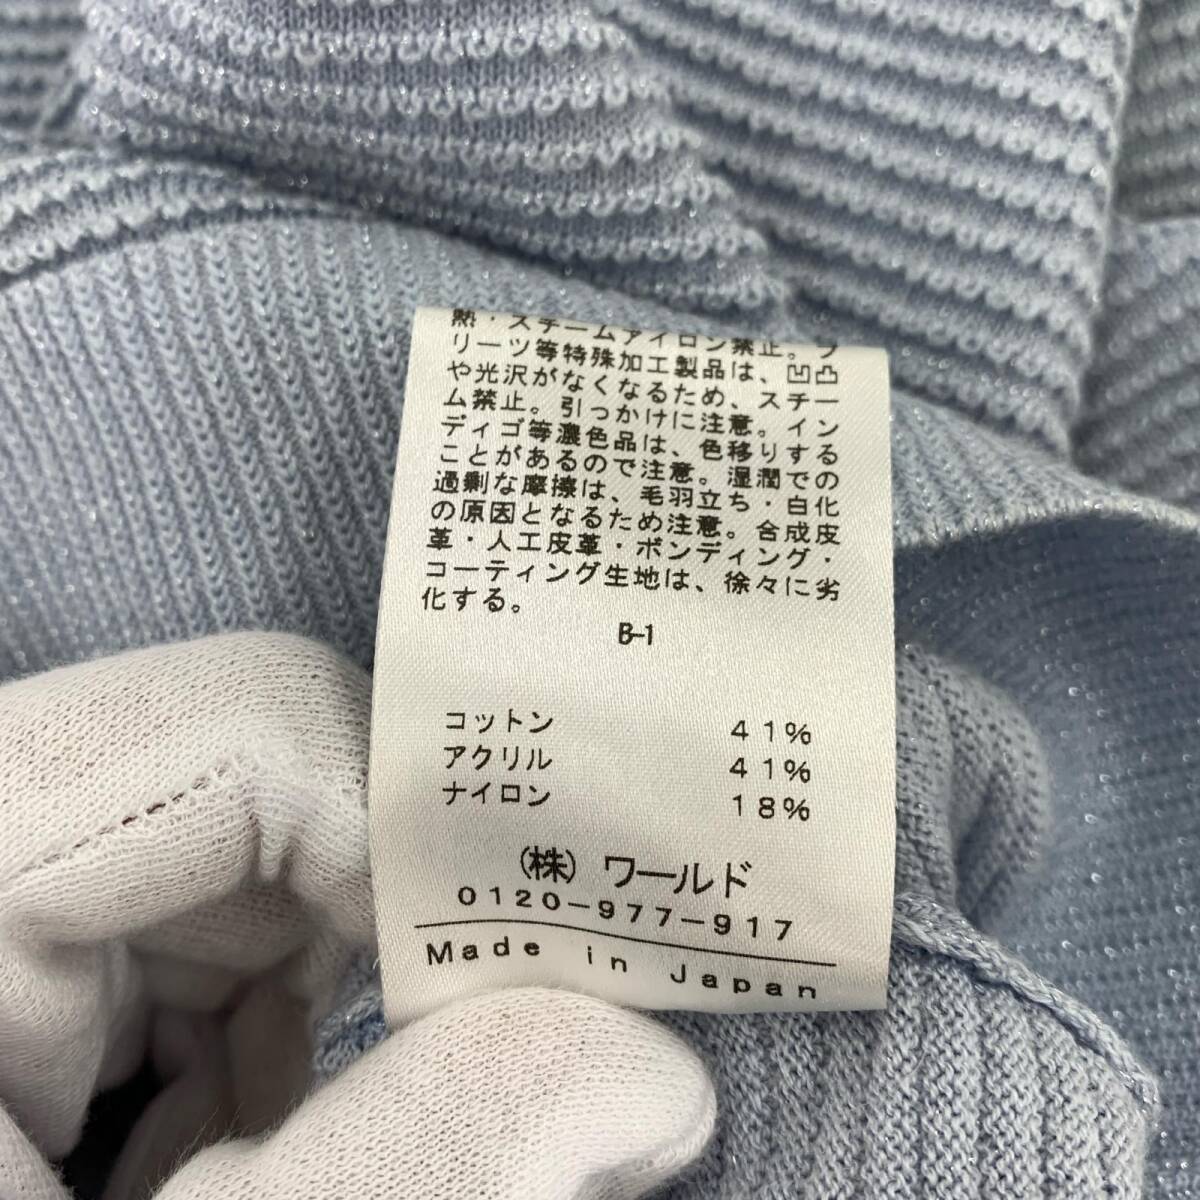 熱・スチームアイロン禁止。プ
リーツ等特殊加工製品は、凹凸
や光沢がなくなるため、スチー
ム禁止。引っかけに注意。イン
ディゴ等濃色品は、色移りする
ことがあるので注意。湿潤での
過剰な摩擦は、毛羽立ち・白化
の原因となるため注意。合成皮
革・人工皮革・ボンディング・
コーティング生地は、徐々に劣
化する。
B-1
コットン 41%
アクリル 41%
ナイロン 18%
(株) ワールド
0120-977-917
Made in Japan